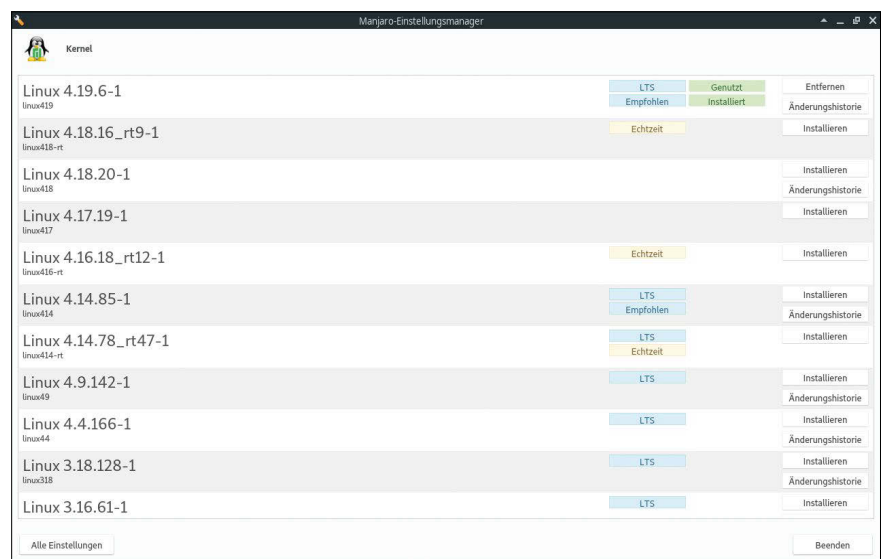 Manjaro-Einstellungsmanager
Kernel
Linux 4.19.6-1
linux419
LTS Genutzt
Empfohlen Installiert
Entfernen
Änderungshistorie
Linux 4.18.16_rt9-1
linux418-rt
Echtzeit
Installieren
Linux 4.18.20-1
linux418
Installieren
Änderungshistorie
Linux 4.17.19-1
linux417
Installieren
Linux 4.16.18_rt12-1
linux416-rt
Echtzeit
Installieren
Linux 4.14.85-1
linux414
LTS
Empfohlen
Installieren
Änderungshistorie
Linux 4.14.78_rt47-1
linux414-rt
LTS
Echtzeit
Installieren
Linux 4.9.142-1
linux49
LTS
Installieren
Änderungshistorie
Linux 4.4.166-1
linux44
LTS
Installieren
Änderungshistorie
Linux 3.18.128-1
linux318
LTS
Installieren
Änderungshistorie
Linux 3.16.61-1
LTS
Installieren
Alle Einstellungen
Beenden